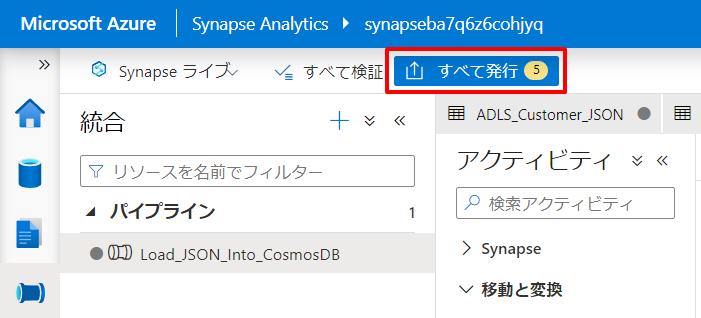 Microsoft Azure Synapse Analytics synapseba7q6z6cohjyq
Synapse ライブ すべて検証 すべて発行 5
統合
ADLS_Customer_JSON
リソースを名前でフィルター
アクティビティ
検索アクティビティ
パイプライン 1
Load_JSON_Into_CosmosDB
Synapse
移動と変換